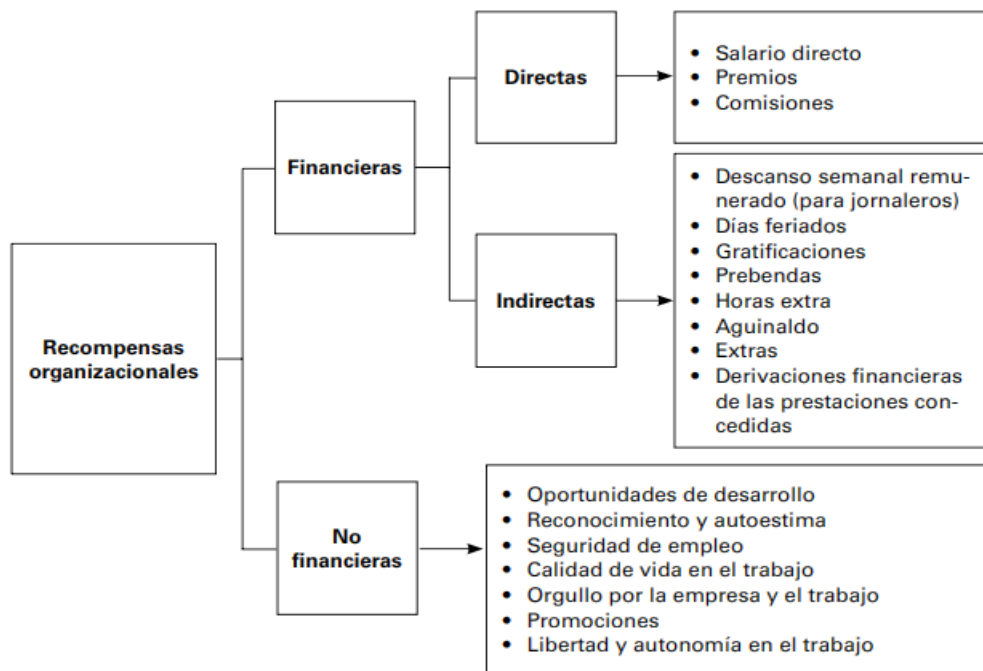 Recompensas
organizacionales
Financieras
Directas
• Salario directo
• Premios
• Comisiones
Indirectas
• Descanso semanal remu-
nerado (para jornaleros)
• Días feriados
• Gratificaciones
• Prebendas
• Horas extra
• Aguinaldo
• Extras
• Derivaciones financieras
de las prestaciones con-
cedidas
No
financieras
• Oportunidades de desarrollo
• Reconocimiento y autoestima
• Seguridad de empleo
• Calidad de vida en el trabajo
• Orgullo por la empresa y el trabajo
• Promociones
• Libertad y autonomía en el trabajo